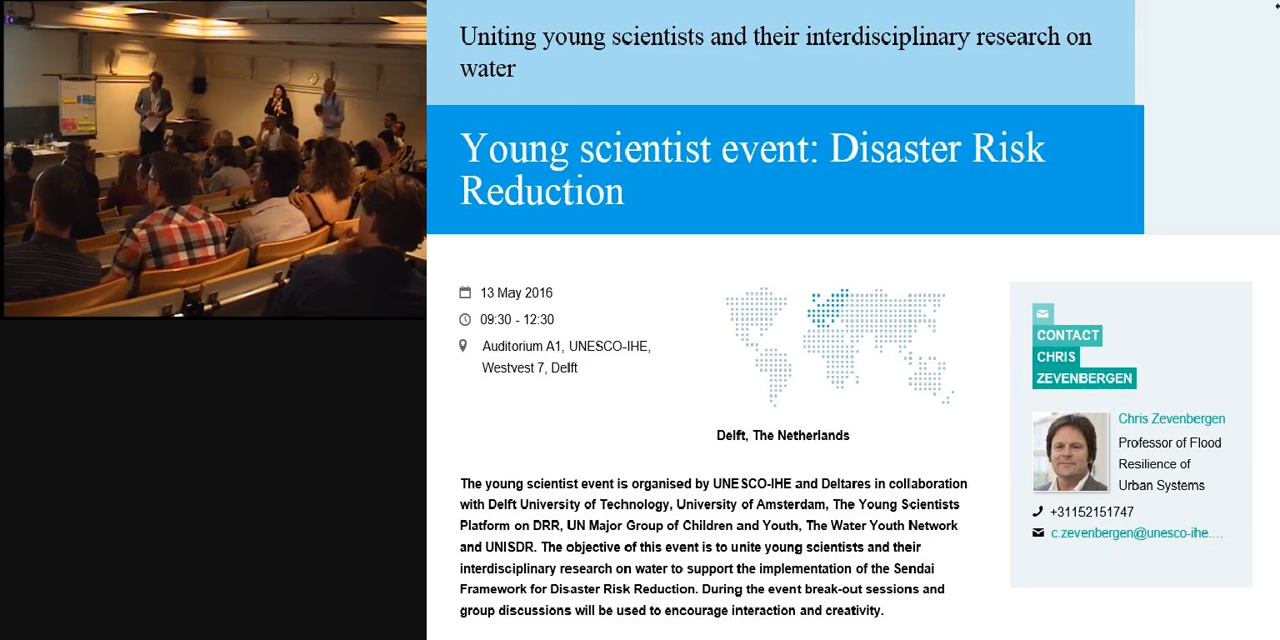 Uniting young scientists and their interdisciplinary research on
water
Young scientist event: Disaster Risk
Reduction
13 May 2016
09:30 - 12:30
Auditorium A1, UNESCO-IHE,
Westvest 7, Delft
Delft, The Netherlands
The young scientist event is organised by UNESCO-IHE and Deltares in collaboration
with Delft University of Technology, University of Amsterdam, The Young Scientists
Platform on DRR, UN Major Group of Children and Youth, The Water Youth Network
and UNISDR. The objective of this event is to unite young scientists and their
interdisciplinary research on water to support the implementation of the Sendai
Framework for Disaster Risk Reduction. During the event break-out sessions and
group discussions will be used to encourage interaction and creativity.
CONTACT
CHRIS
ZEVENBERGEN
Chris Zevenbergen
Professor of Flood
Resilience of
Urban Systems
+31152151747
c.zevenbergen@unesco-ihe....